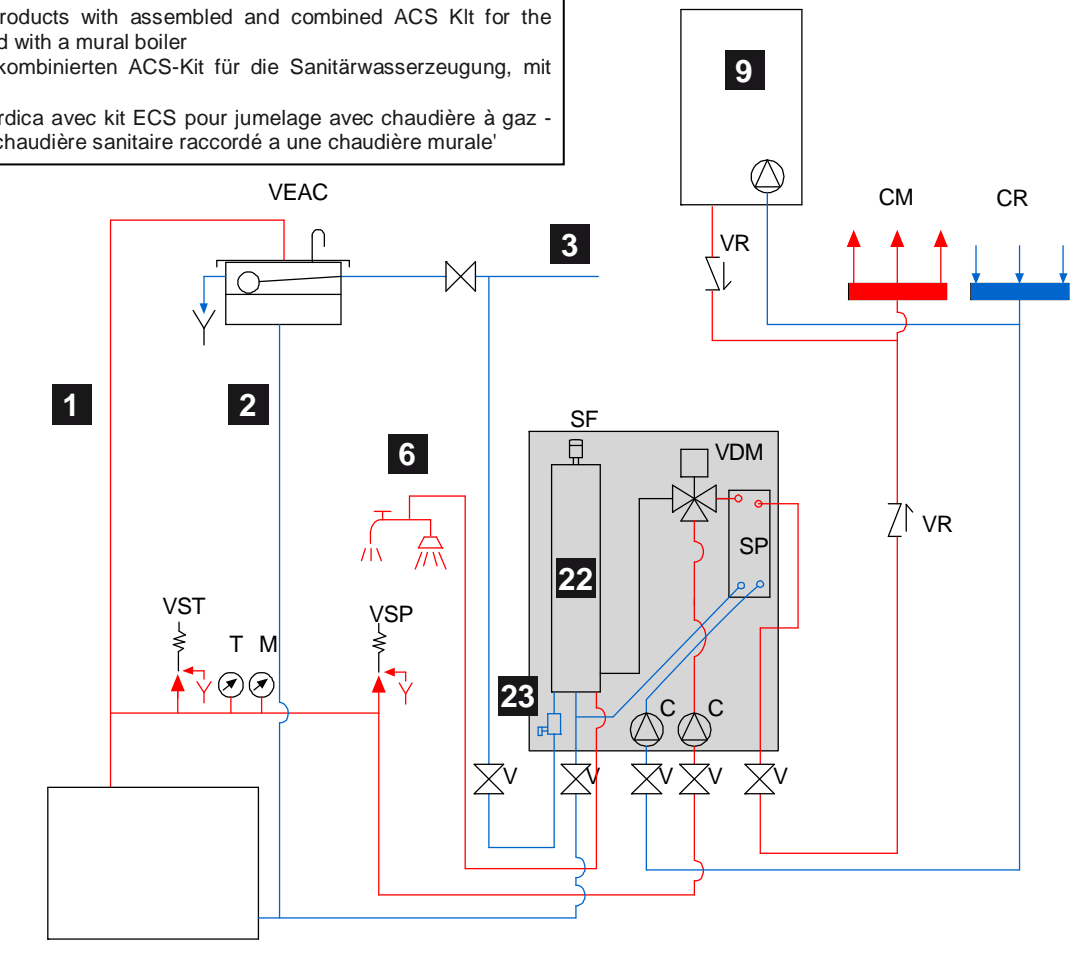 roducts with assembled and combined ACS KIt for the
d with a mural boiler
kombinierten ACS-Kit für die Sanitärwasserzeugung, mit
rdica avec kit ECS pour jumelage avec chaudière à gaz -
chaudière sanitaire raccordé a une chaudière murale'
9
VEAC
CM
CR
3
VR
1
2
SF
6
VDM
VR
SP
22
VST
VSP
T
M
23
C
C
V
V
V
V
V